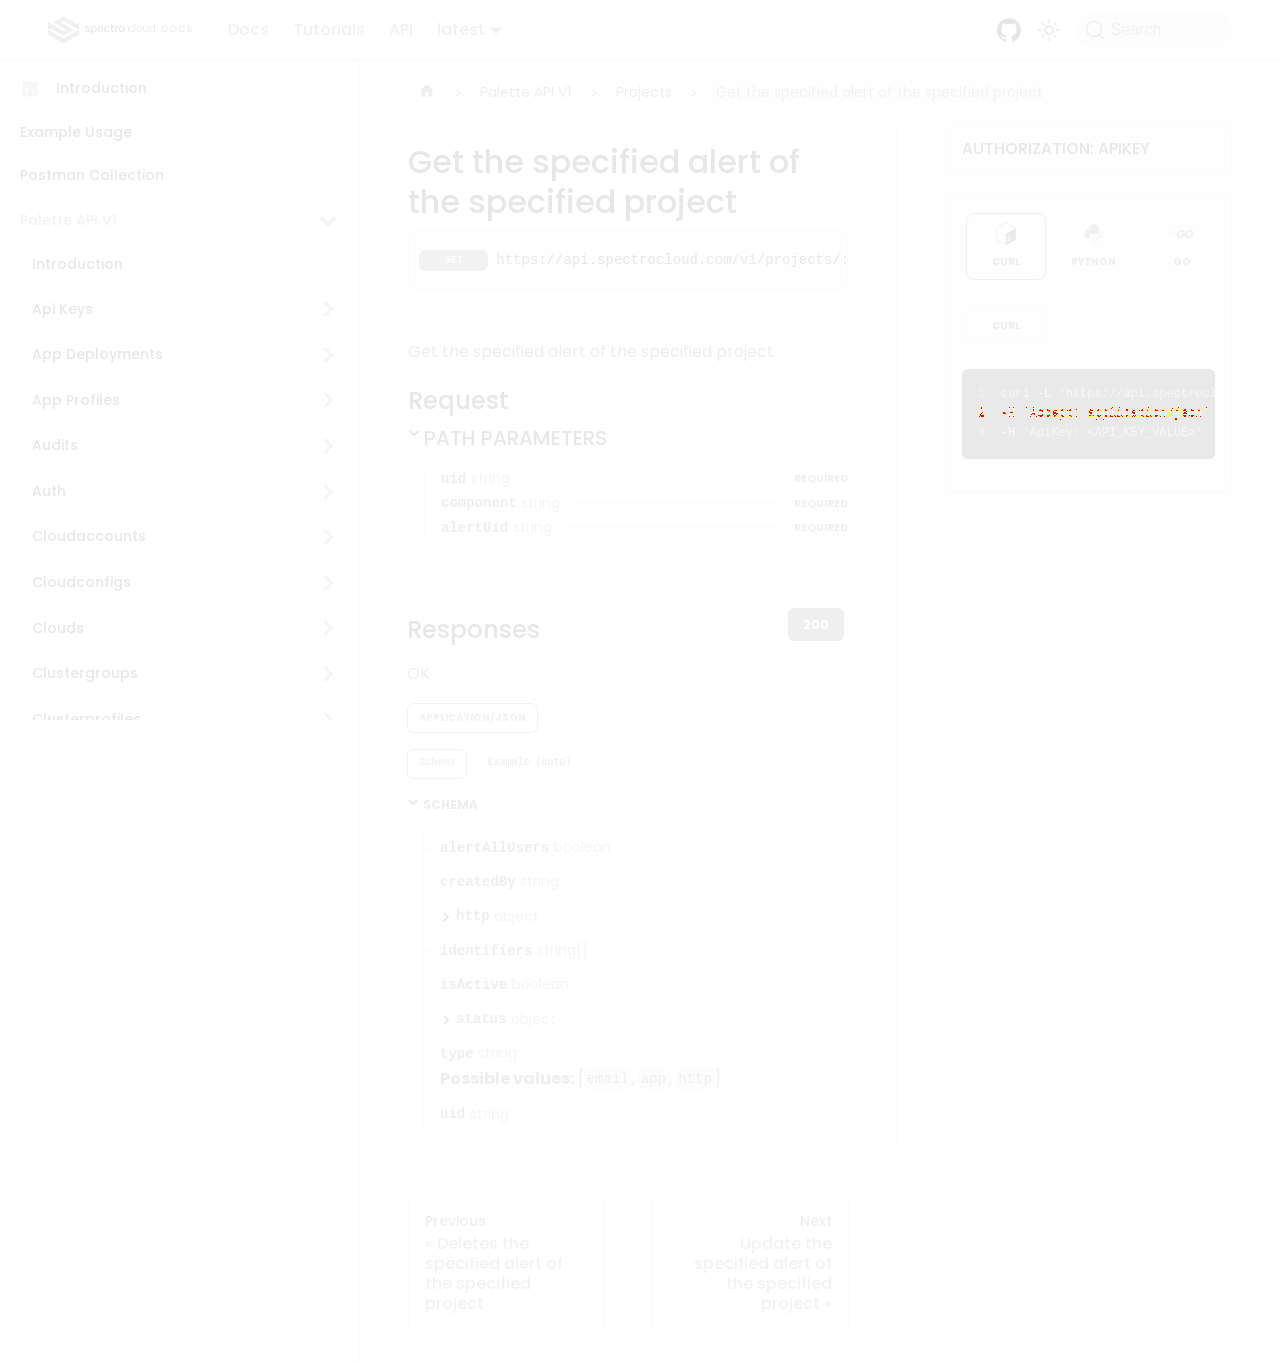 spectro cloud DOCS
Docs Tutorials API latest
Search
Introduction
Example Usage
Postman Collection
Palette API V1
Introduction
Api Keys
App Deployments
App Profiles
Audits
Auth
Cloudaccounts
Cloudconfigs
Clouds
Clustergroups
Clusterprofiles
Palette API V1 Projects Get the specified alert of the specified project
Get the specified alert of
the specified project
GET https://api.spectrocloud.com/v1/projects/:
Get the specified alert of the specified project
Request
PATH PARAMETERS
uid string REQUIRED
component string REQUIRED
alertUid string REQUIRED
Responses
200
OK
APPLICATION/JSON
Schema Example (auto)
SCHEMA
alertAllUsers boolean
createdBy string
http object
identifiers string[]
isActive boolean
status object
type string
Possible values: [email, app, http]
uid string
Previous
« Deletes the
specified alert of
the specified
project
Next
Update the
specified alert of
the specified
project »
AUTHORIZATION: APIKEY
CURL PYTHON GO
CURL
1 curl -L 'https://api.spectrocl
2 -H 'Accept: application/json'
3 -H 'ApiKey: <API_KEY_VALUE>'